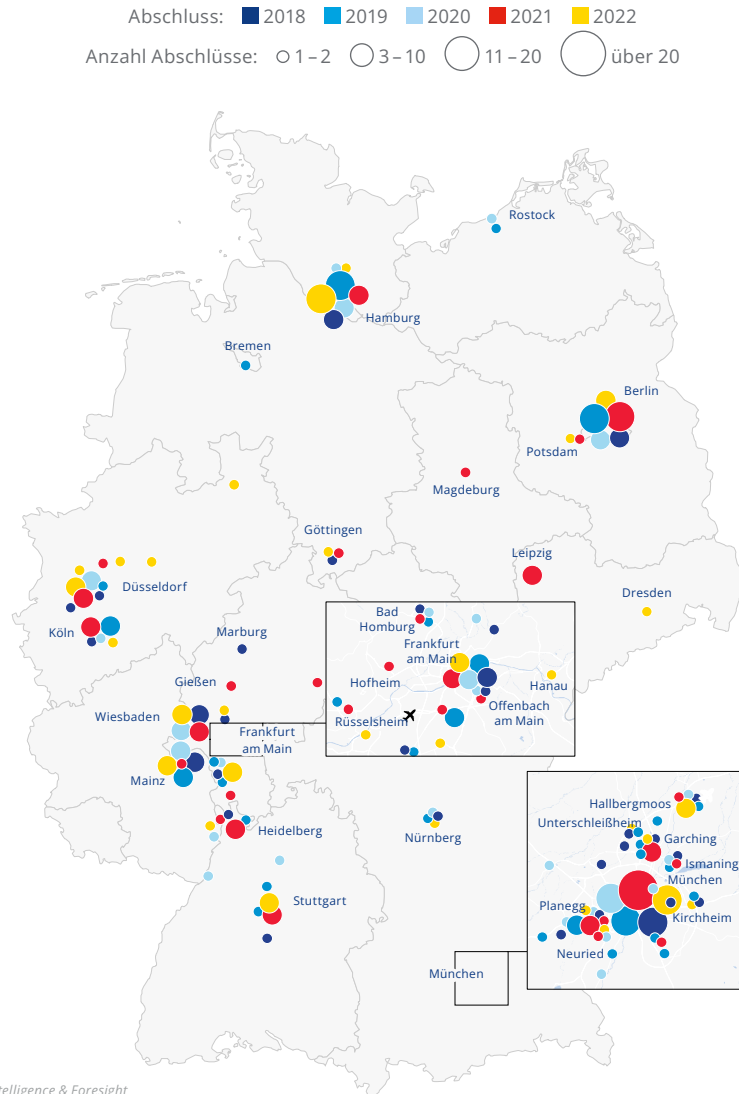 Abschluss: 2018 2019 2020 2021 2022
Anzahl Abschlüsse: 1 – 2 3 – 10 11 – 20 über 20
Rostock
Hamburg
Bremen
Berlin
Potsdam
Magdeburg
Göttingen
Leipzig
Düsseldorf
Dresden
Köln
Marburg
Bad
Homburg
Frankfurt
am Main
Gießen
Hofheim
Hanau
Wiesbaden
Offenbach
am Main
Rüsselsheim
Frankfurt
am Main
Mainz
Hallbergmoos
Unterschleißheim
Heidelberg
Nürnberg
Garching
Ismaning
München
Stuttgart
Planegg
Kirchheim
Neuried
München
telligence & Foresight